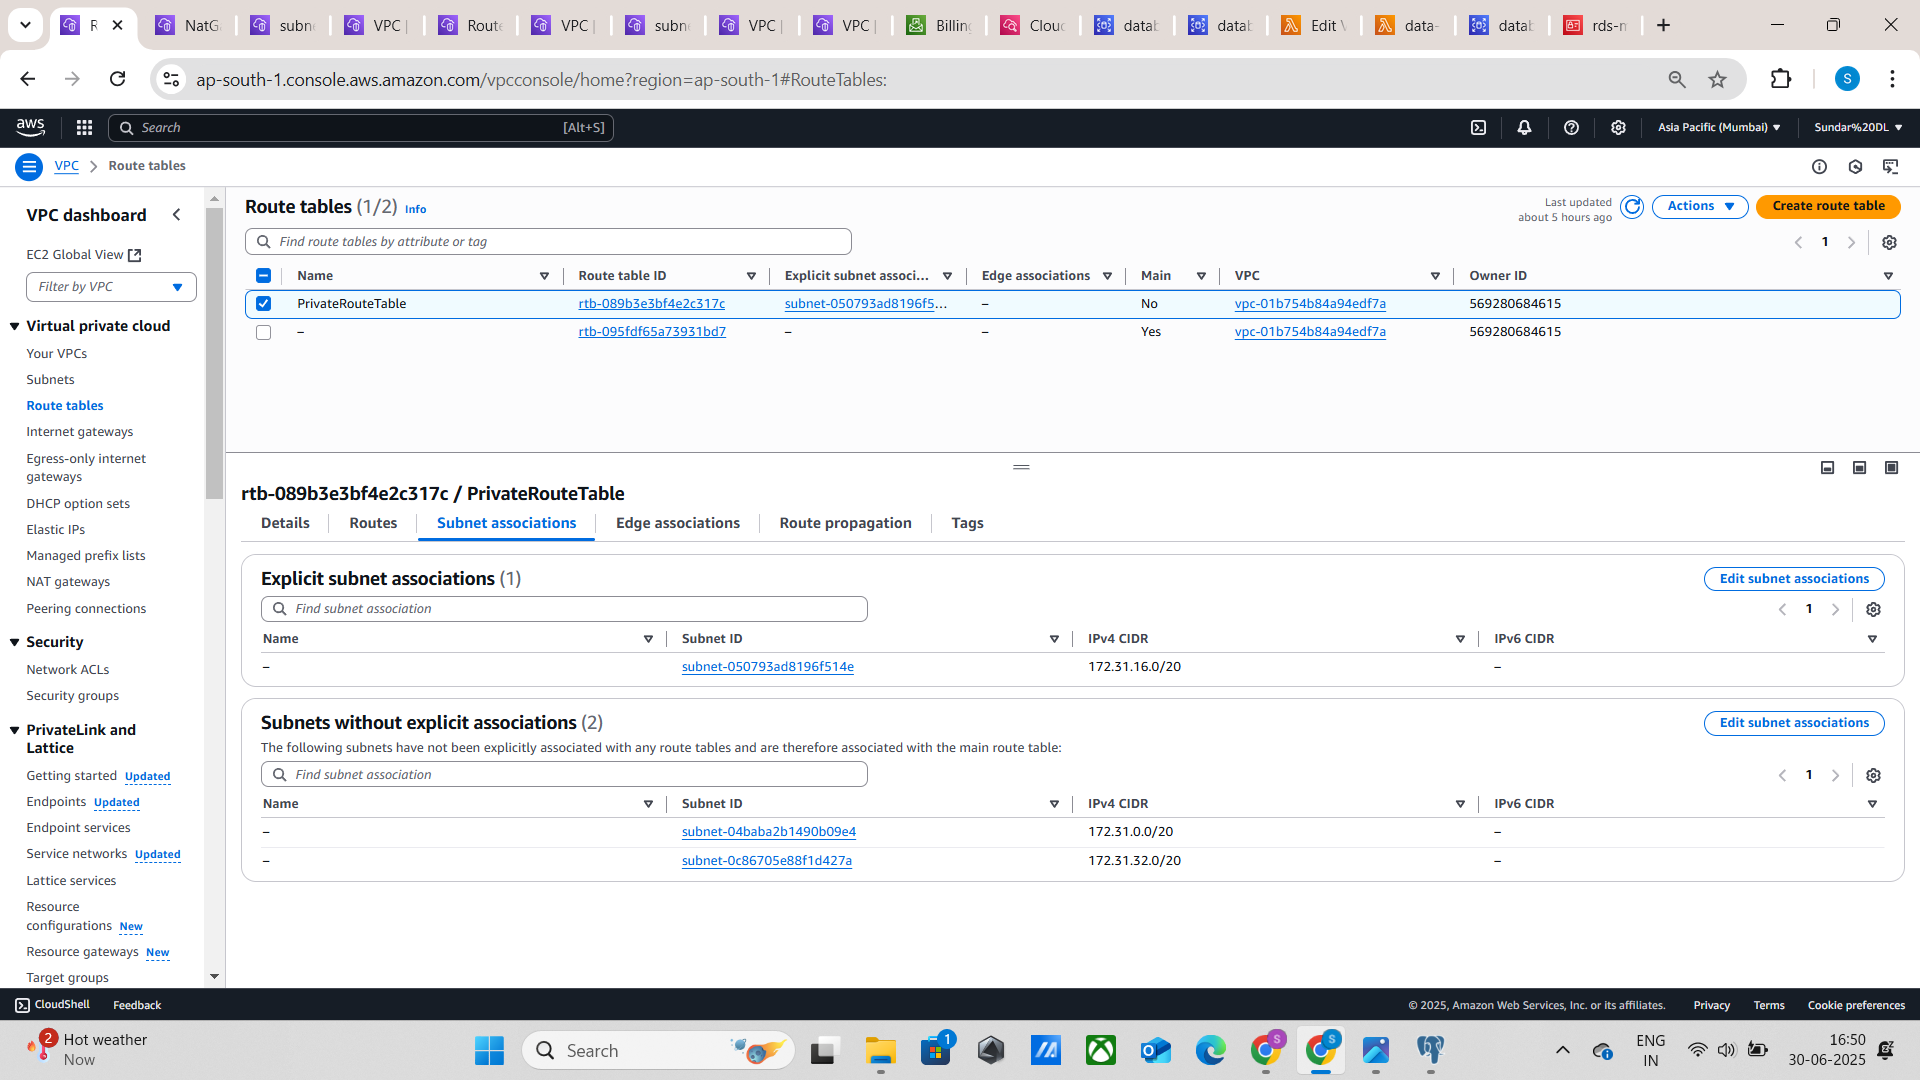 R
NatG
subn
VPC |
Route
VPC |
subn
VPC |
VPC |
Billing
Cloud
datab
datab
Edit V
data-
datab
rds-m
ap-south-1.console.aws.amazon.com/vpcconsole/home?region=ap-south-1#RouteTables:
S
aws
Search
[Alt+S]
Asia Pacific (Mumbai)
Sundar%20DL
VPC
Route tables
VPC dashboard
EC2 Global View
Filter by VPC
Virtual private cloud
Your VPCs
Subnets
Route tables
Internet gateways
Egress-only internet
gateways
DHCP option sets
Elastic IPs
Managed prefix lists
NAT gateways
Peering connections
Security
Network ACLs
Security groups
PrivateLink and
Lattice
Getting started Updated
Endpoints Updated
Endpoint services
Service networks Updated
Lattice services
Resource
configurations New
Resource gateways New
Target groups
Route tables (1/2) Info
Last updated
about 5 hours ago
Actions
Create route table
Find route tables by attribute or tag
1
Name Route table ID Explicit subnet associ... Edge associations Main VPC Owner ID
PrivateRouteTable rtb-089b3e3bf4e2c317c subnet-050793ad8196f5... – No vpc-01b754b84a94edf7a 569280684615
– rtb-095fdf65a73931bd7 – – Yes vpc-01b754b84a94edf7a 569280684615
rtb-089b3e3bf4e2c317c / PrivateRouteTable
Details Routes Subnet associations Edge associations Route propagation Tags
Explicit subnet associations (1)
Edit subnet associations
Find subnet association
1
Name Subnet ID IPv4 CIDR IPv6 CIDR
– subnet-050793ad8196f514e 172.31.16.0/20 –
Subnets without explicit associations (2)
Edit subnet associations
The following subnets have not been explicitly associated with any route tables and are therefore associated with the main route table:
Find subnet association
1
Name Subnet ID IPv4 CIDR IPv6 CIDR
– subnet-04baba2b1490b09e4 172.31.0.0/20 –
– subnet-0c86705e88f1d427a 172.31.32.0/20 –
CloudShell Feedback
© 2025, Amazon Web Services, Inc. or its affiliates. Privacy Terms Cookie preferences
2
Hot weather
Now
Search
1
S
S
ENG
IN
16:50
30-06-2025